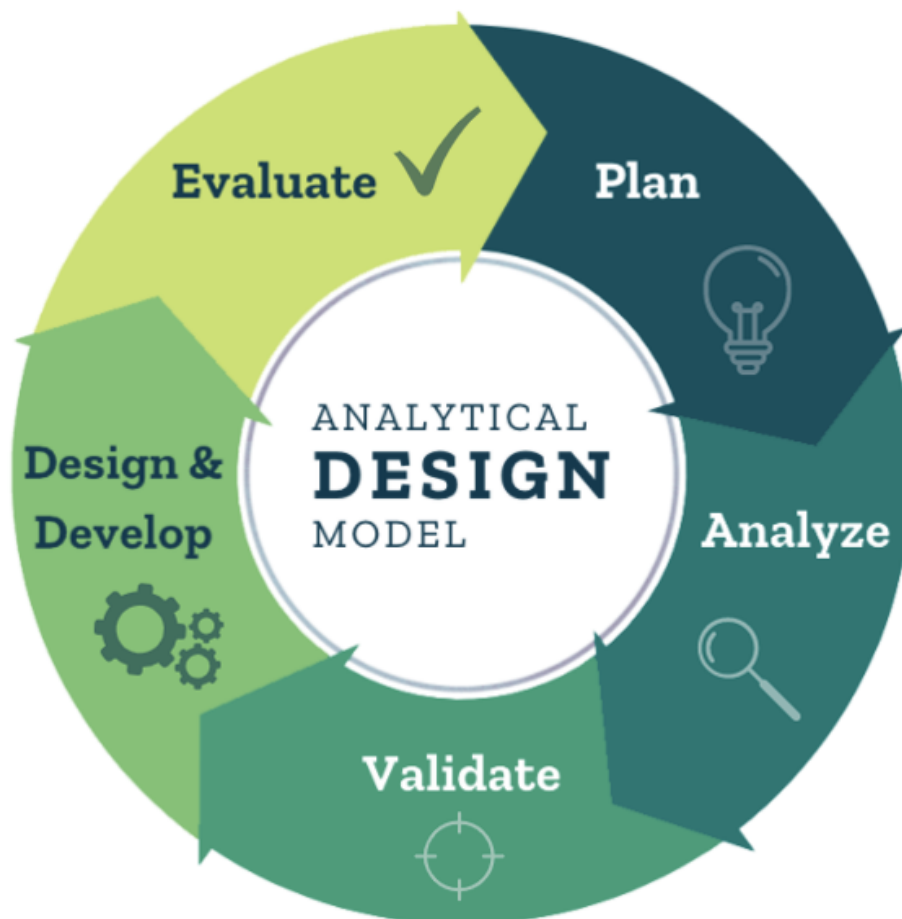 Evaluate
Plan
ANALYTICAL
DESIGN
MODEL
Design &
Develop
Analyze
Validate